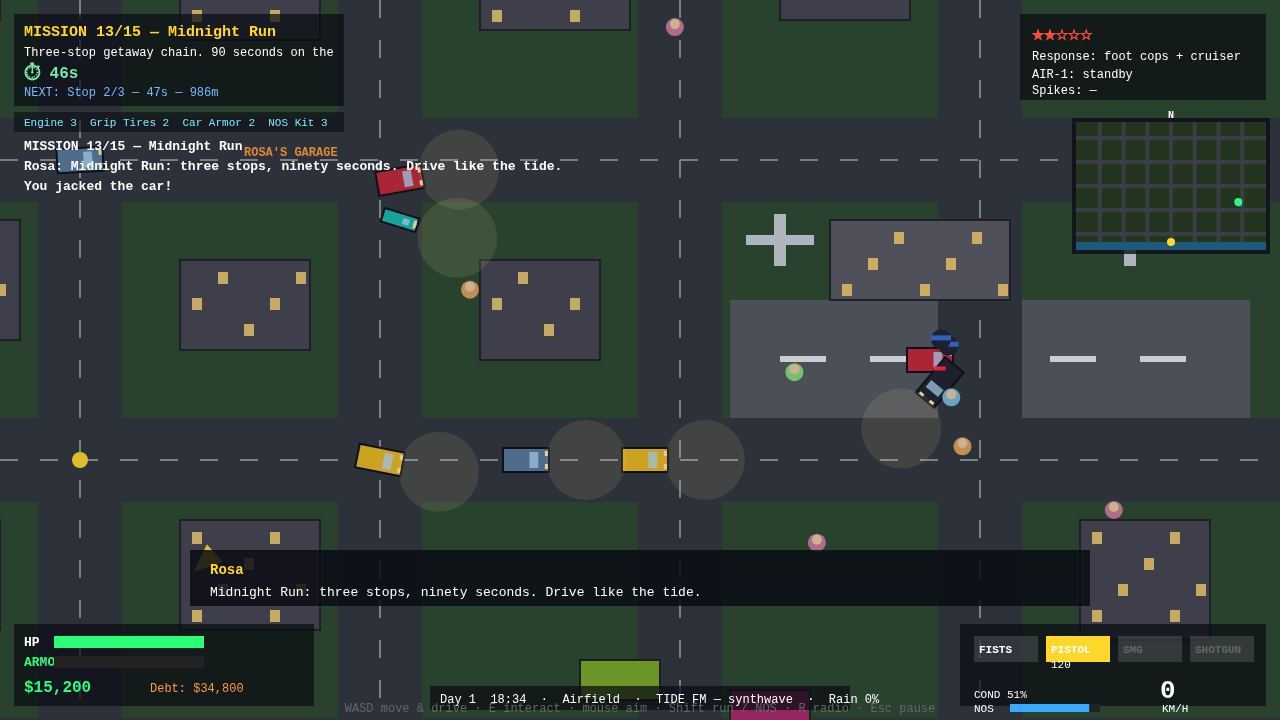 MISSION 13/15 — Midnight Run
Three-stop getaway chain. 90 seconds on the
⏱ 46s
NEXT: Stop 2/3 — 47s — 986m
Engine 3  Grip Tires 2  Car Armor 2  NOS Kit 3
MISSION 13/15 — Midnight Run
ROSA'S GARAGE
Rosa: Midnight Run: three stops, ninety seconds. Drive like the tide.
You jacked the car!
★★☆☆☆
Response: foot cops + cruiser
AIR-1: standby
Spikes: —
N
Rosa
Midnight Run: three stops, ninety seconds. Drive like the tide.
HP
ARMO
$15,200 Debt: $34,800
Day 1 18:34 · Airfield · TIDE FM — synthwave · Rain 0%
WASD move & drive · E interact · mouse aim · Shift run / NOS · R radio · Esc pause
FISTS PISTOL SMG SHOTGUN
120
COND 51% 0
NOS KM/H